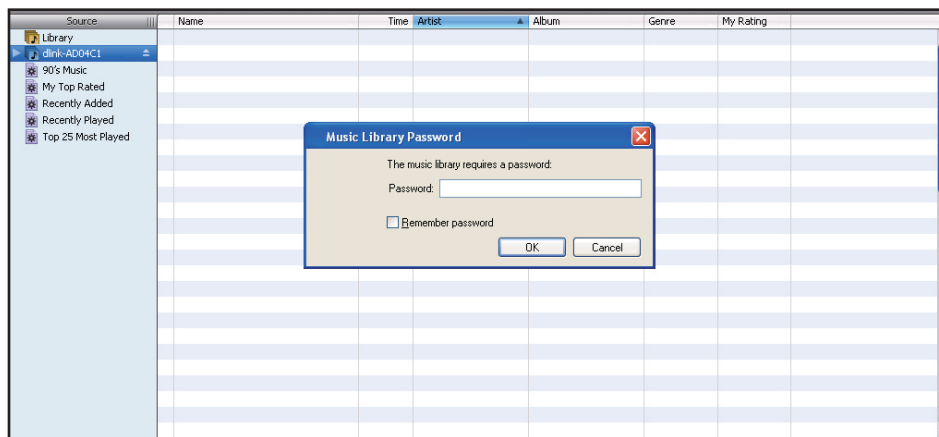 Source Name Time Artist Album Genre My Rating
Library
dlink-AD04C1
90's Music
My Top Rated
Recently Added
Recently Played
Top 25 Most Played
Music Library Password
The music library requires a password:
Password:
Remember password
OK Cancel